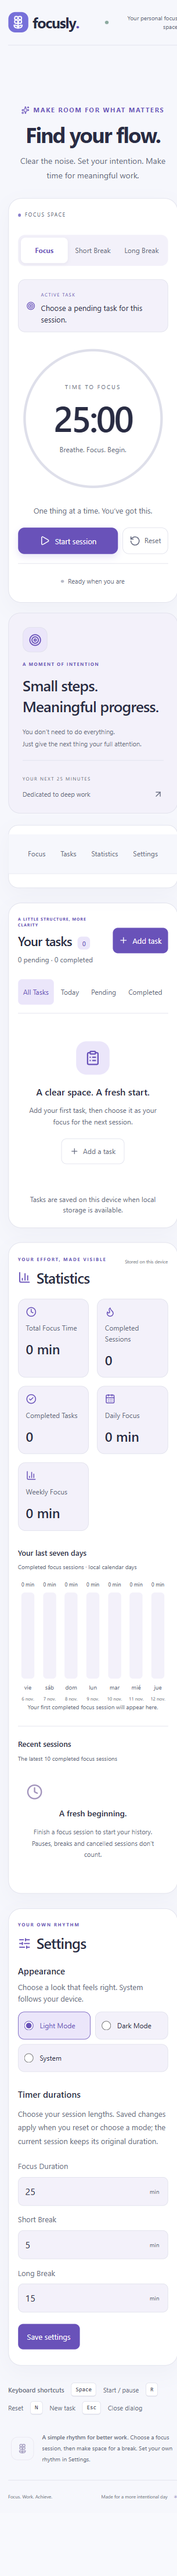 focusly.
Your personal focus
space
MAKE ROOM FOR WHAT MATTERS
Find your flow.
Clear the noise. Set your intention. Make
time for meaningful work.
FOCUS SPACE
Focus
Short Break
Long Break
ACTIVE TASK
Choose a pending task for this
session.
TIME TO FOCUS
25:00
Breathe. Focus. Begin.
One thing at a time. You've got this.
Start session
Reset
Ready when you are
A MOMENT OF INTENTION
Small steps.
Meaningful progress.
You don't need to do everything.
Just give the next thing your full attention.
YOUR NEXT 25 MINUTES
Dedicated to deep work
Focus
Tasks
Statistics
Settings
A LITTLE STRUCTURE, MORE
CLARITY
Your tasks 0
Add task
0 pending · 0 completed
All Tasks
Today
Pending
Completed
A clear space. A fresh start.
Add your first task, then choose it as your
focus for the next session.
Add a task
Tasks are saved on this device when local
storage is available.
YOUR EFFORT, MADE VISIBLE
Stored on this device
Statistics
Total Focus Time
0 min
Completed
Sessions
0
Completed Tasks
0
Daily Focus
0 min
Weekly Focus
0 min
Your last seven days
Completed focus sessions · local calendar days
0 min 0 min 0 min 0 min 0 min 0 min 0 min
vie sáb dom lun mar mié jue
6 nov. 7 nov. 8 nov. 9 nov. 10 nov. 11 nov. 12 nov.
Your first completed focus session will appear here.
Recent sessions
The latest 10 completed focus sessions
A fresh beginning.
Finish a focus session to start your history.
Pauses, breaks and cancelled sessions don't
count.
YOUR OWN RHYTHM
Settings
Appearance
Choose a look that feels right. System
follows your device.
Light Mode
Dark Mode
System
Timer durations
Choose your session lengths. Saved changes
apply when you reset or choose a mode; the
current session keeps its original duration.
Focus Duration
25 min
Short Break
5 min
Long Break
15 min
Save settings
Keyboard shortcuts Space Start / pause R
Reset N New task Esc Close dialog
A simple rhythm for better work. Choose a focus
session, then make space for a break. Set your own
rhythm in Settings.
Focus. Work. Achieve.
Made for a more intentional day